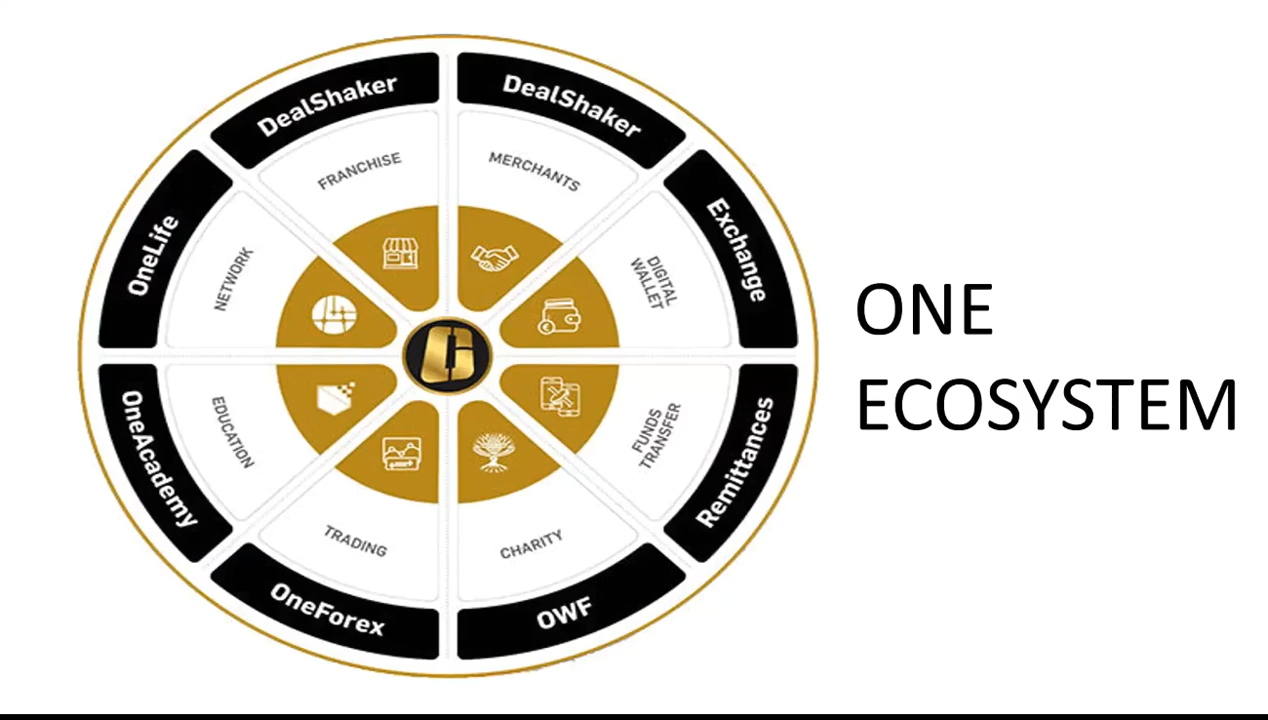 DealShaker
FRANCHISE
DealShaker
MERCHANTS
Exchange
DIGITAL
WALLET
Remittances
FUNDS
TRANSFER
OWF
CHARITY
OneForex
TRADING
OneAcademy
EDUCATION
OneLife
NETWORK
ONE
ECOSYSTEM